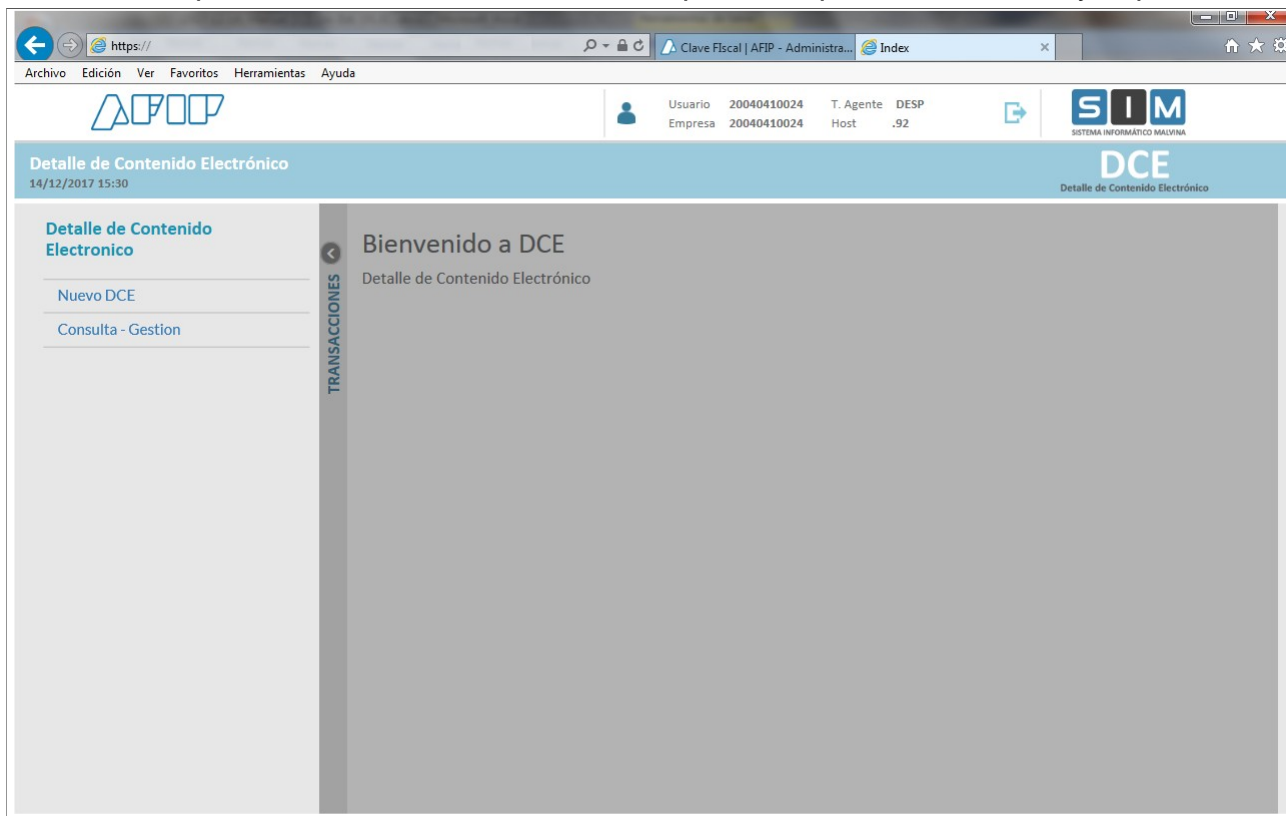 https://
Clave FIscal | AFIP - Administra...
Index
Archivo Edición Ver Favoritos Herramientas Ayuda
AFIP
Usuario 20040410024 T. Agente DESP
Empresa 20040410024 Host .92
SIM
SISTEMA INFORMÁTICO MALVINA
Detalle de Contenido Electrónico
14/12/2017 15:30
DCE
Detalle de Contenido Electrónico
Detalle de Contenido
Electronico
Nuevo DCE
Consulta - Gestion
TRANSACCIONES
Bienvenido a DCE
Detalle de Contenido Electrónico